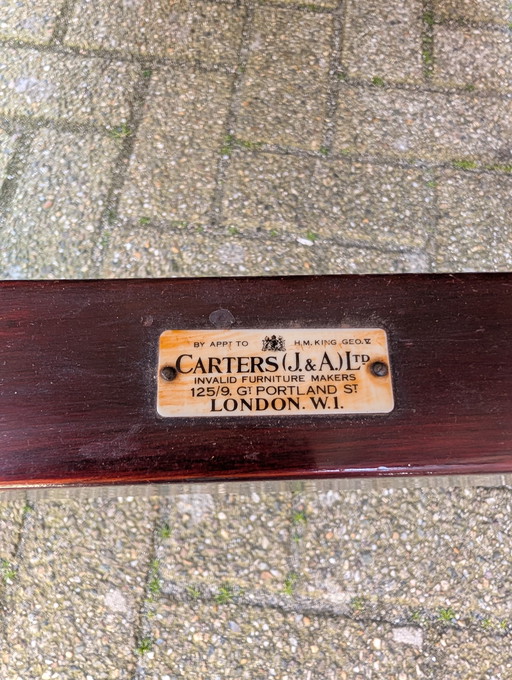 BY APPT TO H.M. KING GEO. V
CARTERS (J. & A.) LTD
INVALID FURNITURE MAKERS
125/9, GT PORTLAND ST
LONDON. W.1.